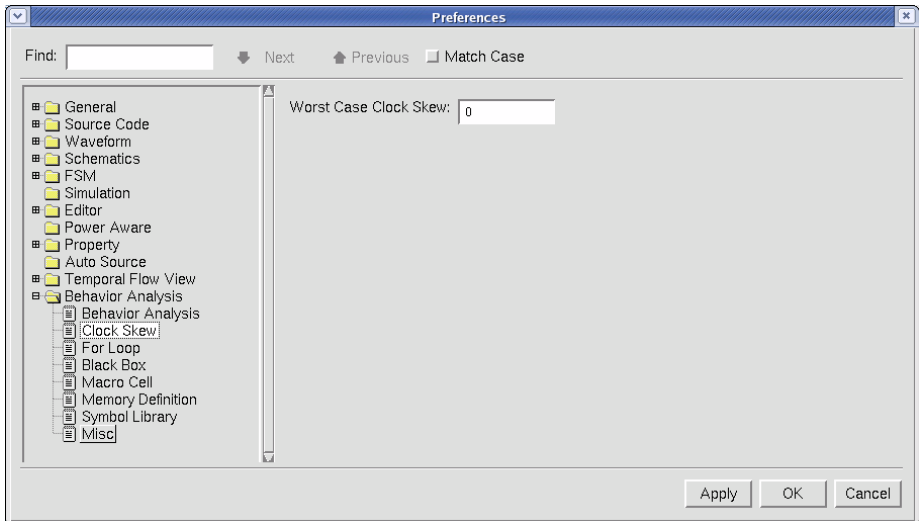 Preferences
Find: Next Previous Match Case
General
Source Code
Waveform
Schematics
FSM
Simulation
Editor
Power Aware
Property
Auto Source
Temporal Flow View
Behavior Analysis
Behavior Analysis
Clock Skew
For Loop
Black Box
Macro Cell
Memory Definition
Symbol Library
Misc
Worst Case Clock Skew: 0
Apply OK Cancel